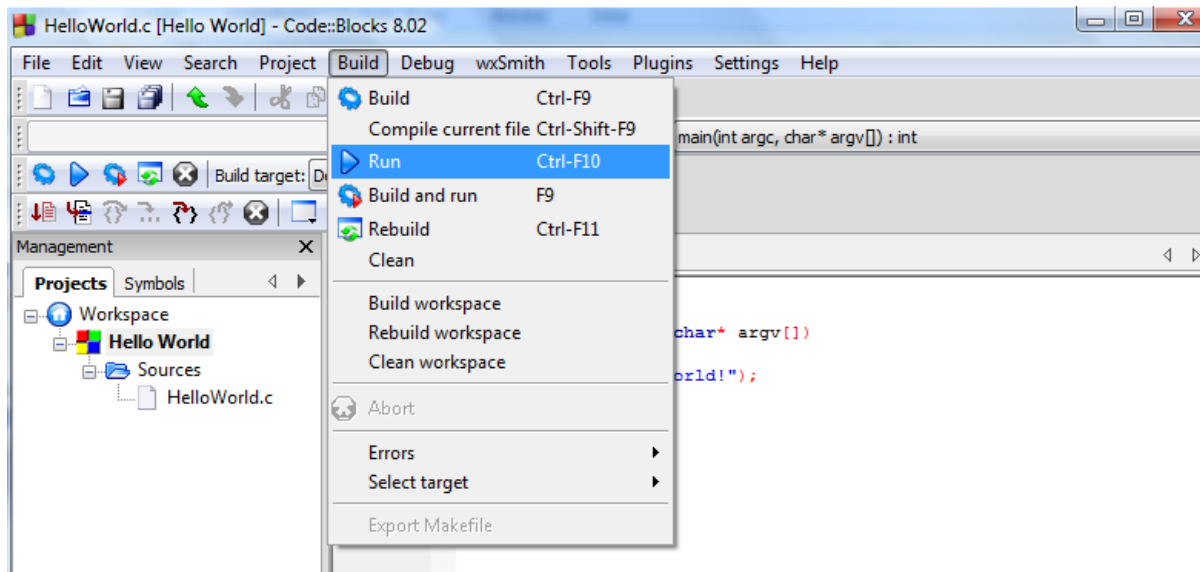 HelloWorld.c [Hello World] - Code::Blocks 8.02
File Edit View Search Project Build Debug wxSmith Tools Plugins Settings Help
Build Ctrl-F9
Compile current file Ctrl-Shift-F9
main(int argc, char* argv[]) : int
Run Ctrl-F10
Build target:
Build and run F9
Rebuild Ctrl-F11
Management
Clean
Projects Symbols
Build workspace
Workspace
Rebuild workspace
char* argv[])
Hello World
Clean workspace
Sources
orld!");
HelloWorld.c
Abort
Errors
Select target
Export Makefile